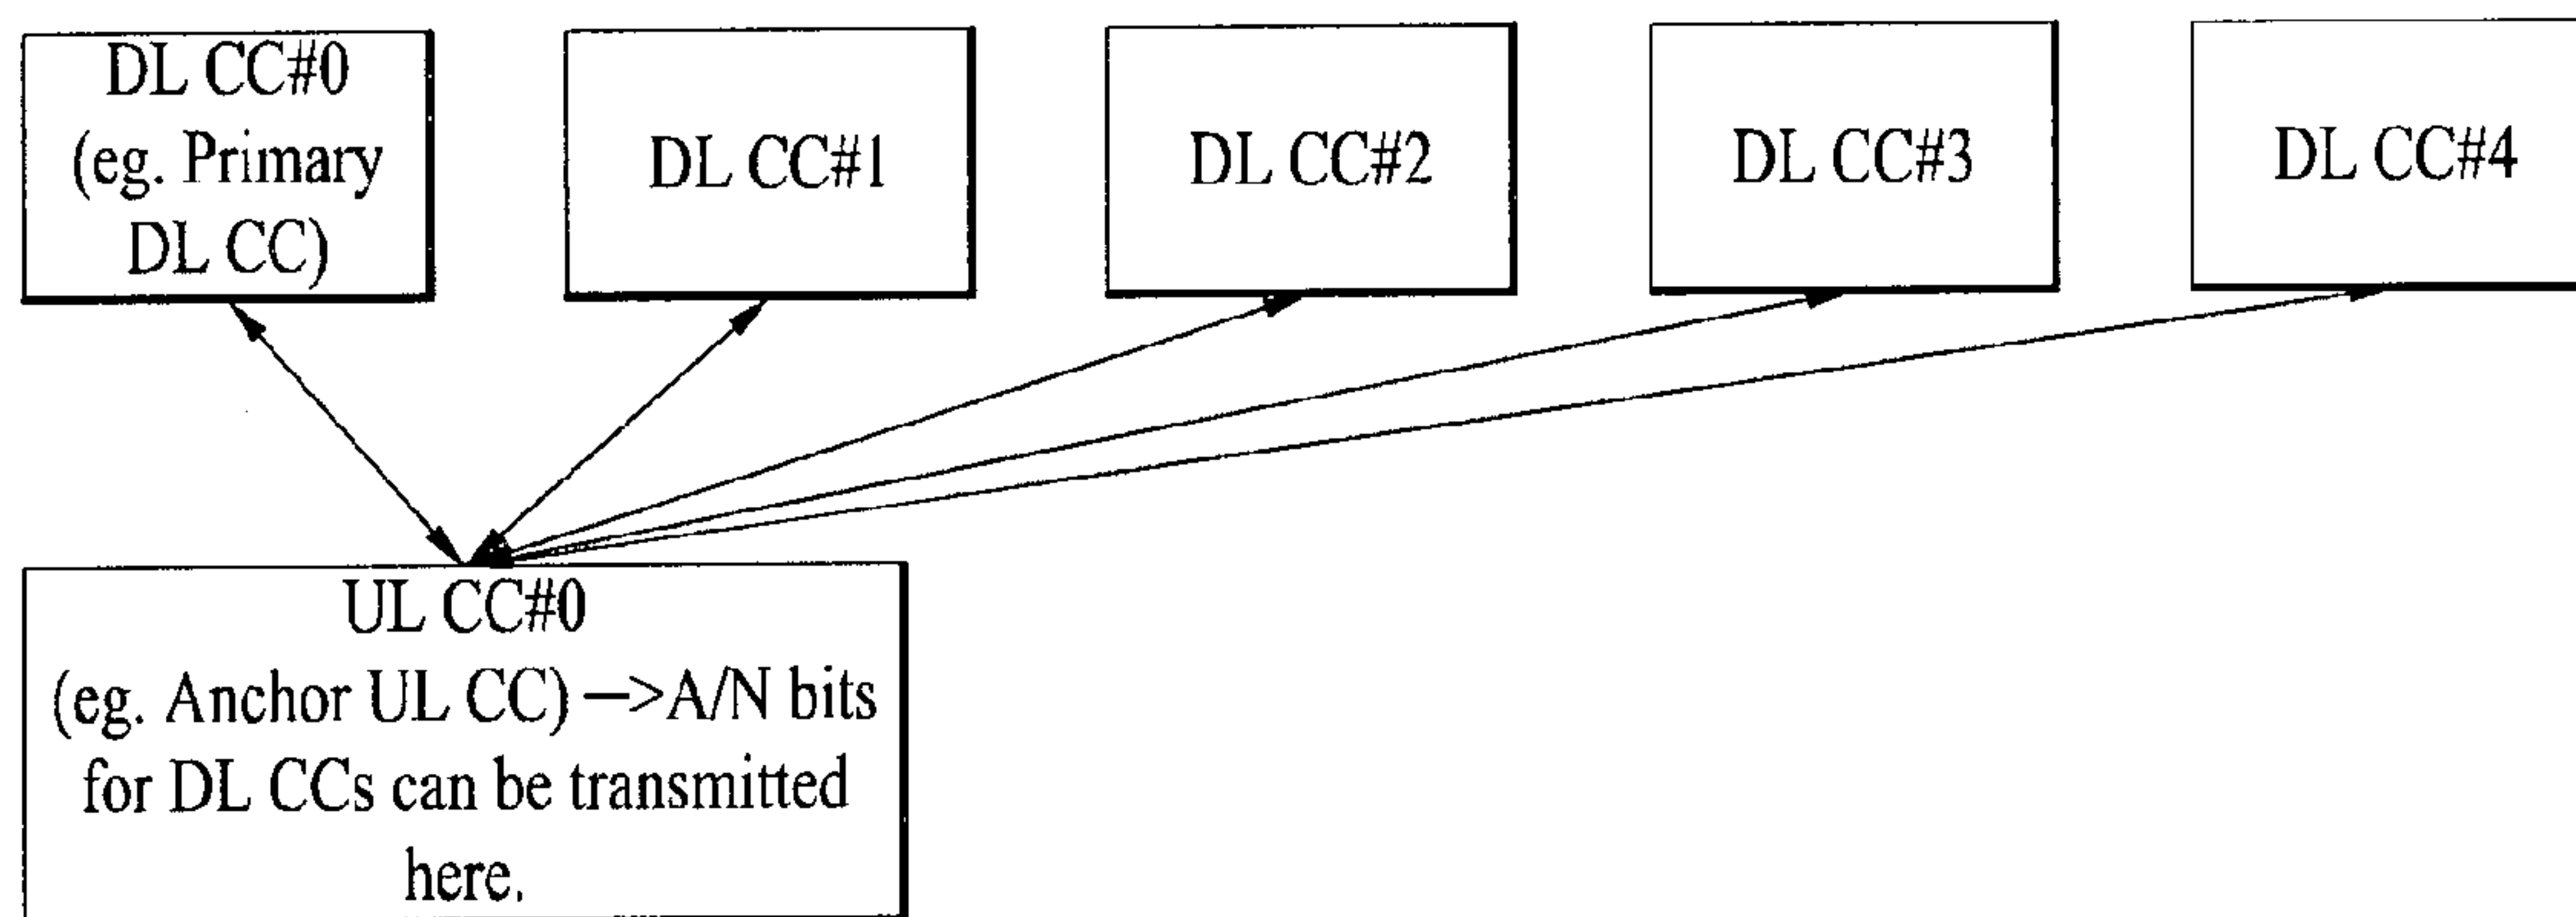 DL CC#0
(eg. Primary
DL CC)
DL CC#1
DL CC#2
DL CC#3
DL CC#4
UL CC#0
(eg. Anchor UL CC) —>A/N bits
for DL CCs can be transmitted
here.